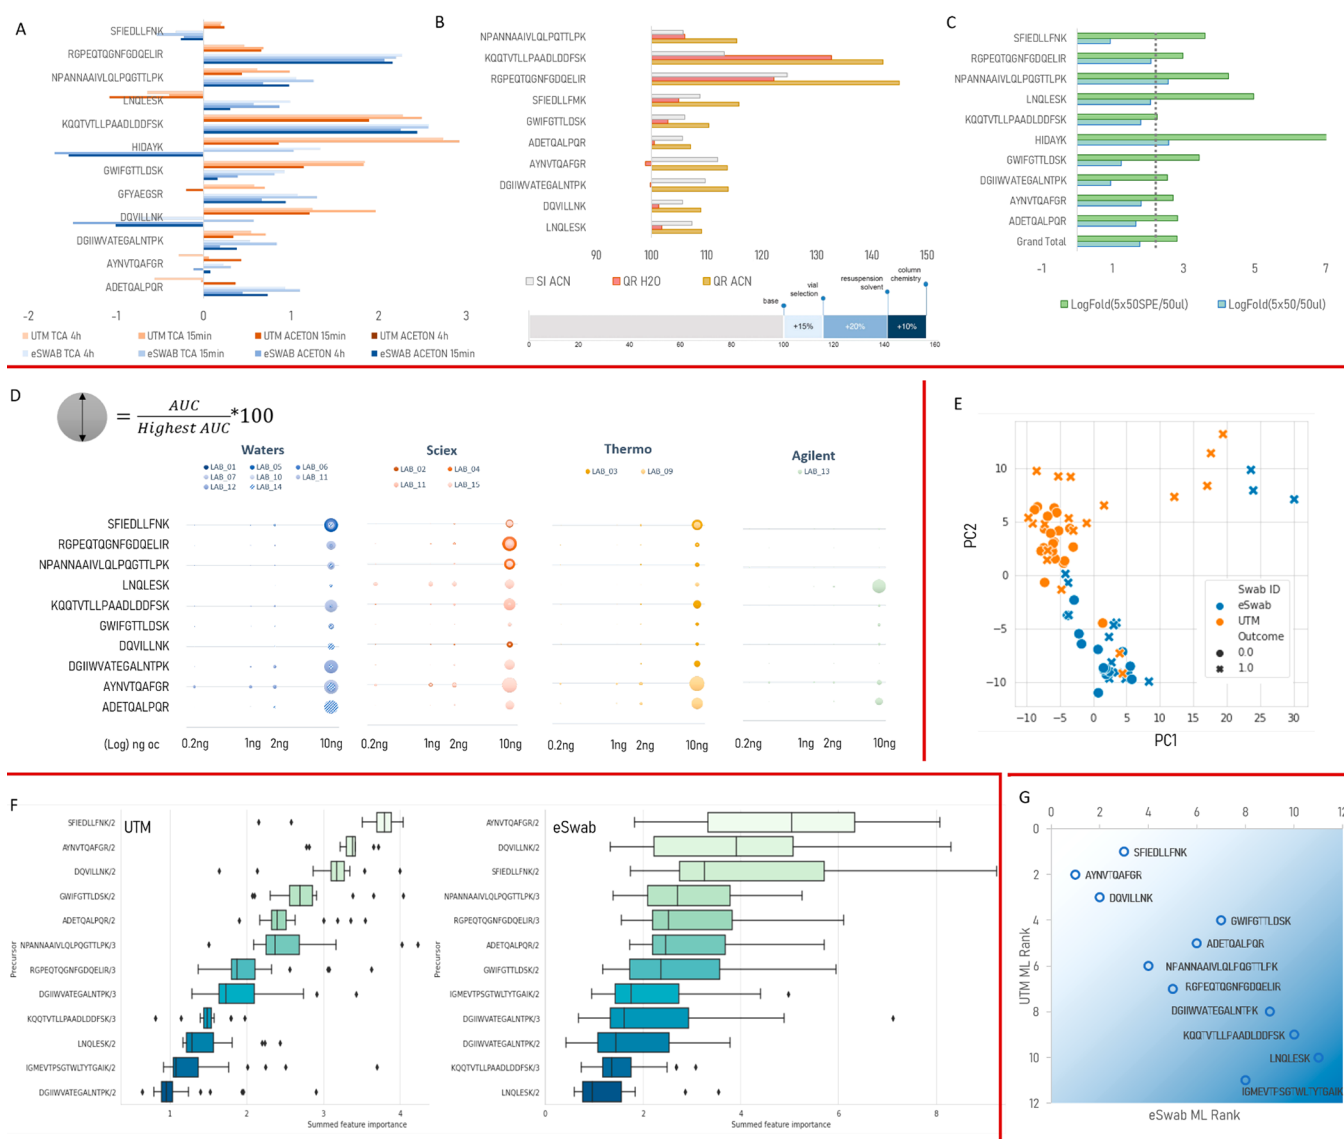 A
SFIEDLLFNK
RGPEQTQGNFGDQELIR
NPANNAAIVLQLPQGTTLPK
LNQLESK
KQQTVTLLPAADLDDFSK
HIDAYK
GWIFGTTLDSK
GFYAEGSR
DQVILLNK
DGIIWVATEGALNTPK
AYNVTQAFGR
ADETQALPQR
-2 -1 0 1 2 3
UTM TCA 4h UTM TCA 15min UTM ACETON 15min UTM ACETON 4h
eSWAB TCA 4h eSWAB TCA 15min eSWAB ACETON 4h eSWAB ACETON 15min
B
NPANNAAIVLQLPQTTLPK
KQQTVTLLPAADLDDFSK
RGPEQTQGNFGDQELIR
SFIEDLLFMK
GWIFGTTLDSK
ADETQALPQR
AYNVTQAFGR
DGIIWVATEGALNTPK
DQVILLNK
LNQLESK
90 100 110 120 130 140 150
SI ACN QR H2O QR ACN
base
vial selection
resuspension solvent
column chemistry
+15% +20% +10%
0 20 40 60 80 100 120 140 160
C
SFIEDLLFNK
RGPEQTQGNFGDQELIR
NPANNAAIVLQLPQGTTLPK
LNQLESK
KQQTVTLLPAADLDDFSK
HIDAYK
GWIFGTTLDSK
DGIIWVATEGALNTPK
AYNVTQAFGR
ADETQALPQR
Grand Total
-1 1 3 5 7
LogFold(5x50SPE/50ul) LogFold(5x50/50ul)
D
= AUC / Highest AUC *100
Waters
LAB_01 LAB_05 LAB_06
LAB_07 LAB_10 LAB_11
LAB_12 LAB_14
Sciex
LAB_02 LAB_04
LAB_11 LAB_15
Thermo
LAB_03 LAB_09
Agilent
LAB_13
SFIEDLLFNK
RGPEQTQGNFGDQELIR
NPANNAAIVLQLPQGTTLPK
LNQLESK
KQQTVTLLPAADLDDFSK
GWIFGTTLDSK
DQVILLNK
DGIIWVATEGALNTPK
AYNVTQAFGR
ADETQALPQR
(Log) ng oc 0.2ng 1ng 2ng 10ng 0.2ng 1ng 2ng 10ng 0.2ng 1ng 2ng 10ng 0.2ng 1ng 2ng 10ng
E
PC2
10
5
0
−5
−10
Swab ID
eSwab
UTM
Outcome
0.0
1.0
−10 −5 0 5 10 15 20 25 30
PC1
F
UTM
Precursor
SFIEDLLFNK/2
AYNVTQAFGR/2
DQVILLNK/2
GWIFGTTLDSK/2
ADETQALPQR/2
NPANNAAIVLQLPQGTTLPK/3
RGPEQTQGNFGDQELIR/3
DGIIWVATEGALNTPK/3
KQQTVTLLPAADLDDFSK/3
LNQLESK/2
IGMEVTPSGTWLTYTGAIK/2
DGIIWVATEGALNTPK/2
1 2 3 4
Summed feature importance
eSwab
Precursor
AYNVTQAFGR/2
DQVILLNK/2
SFIEDLLFNK/2
NPANNAAIVLQLPQGTTLPK/3
RGPEQTQGNFGDQELIR/3
ADETQALPQR/2
GWIFGTTLDSK/2
IGMEVTPSGTWLTYTGAIK/2
DGIIWVATEGALNTPK/3
DGIIWVATEGALNTPK/2
KQQTVTLLPAADLDDFSK/3
LNQLESK/2
0 2 4 6 8
Summed feature importance
G
0 2 4 6 8 10 12
0
2
4
6
8
10
12
UTM ML Rank
SFIEDLLFNK
AYNVTQAFGR
DQVILLNK
GWIFGTTLDSK
ADETQALPQR
NPANNAAIVLQLPQGTTLPK
RGFEQTQGNFGDQELIR
DGIIWVATEGALNTPK
KQQTVTLLPAADLDDFSK
LNQLESK
IGMEVTPSGTWLTYTGAIK
eSwab ML Rank